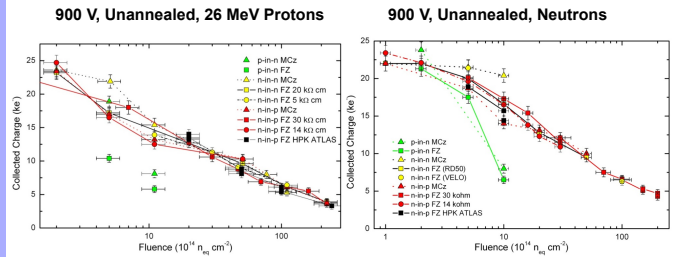 900 V, Unannealed, 26 MeV Protons
Collected Charge (ke⁻)
25
20
15
10
5
0
10
100
Fluence (10¹⁴ n_eq cm⁻²)
p-in-n MCz
p-in-n FZ
n-in-n MCz
n-in-n FZ 20 kΩ cm
n-in-n FZ 5 kΩ cm
n-in-p MCz
n-in-p FZ 30 kΩ cm
n-in-p FZ 14 kΩ cm
n-in-p FZ HPK ATLAS
900 V, Unannealed, Neutrons
Collected Charge (ke⁻)
25
20
15
10
5
0
1
10
100
Fluence (10¹⁴ n_eq cm⁻²)
p-in-n MCz
p-in-n FZ
n-in-n MCz
n-in-n FZ (RD50)
n-in-n FZ (VELO)
n-in-p MCz
n-in-p FZ 30 kohm
n-in-p FZ 14 kohm
n-in-p FZ HPK ATLAS